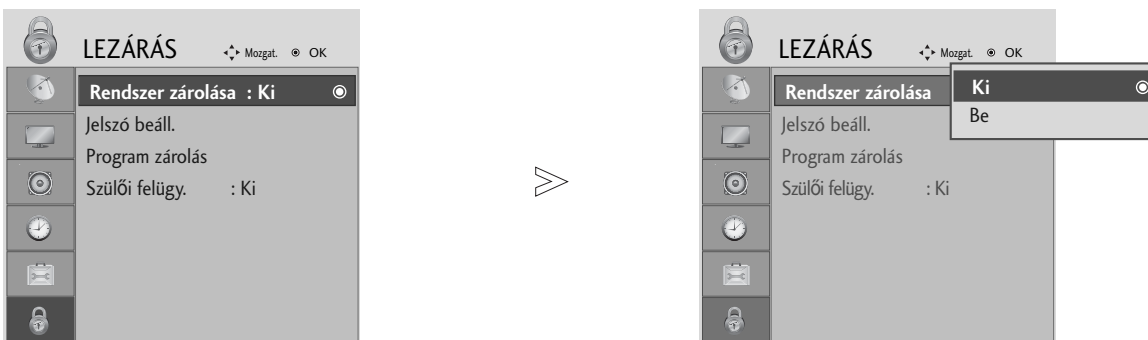 LEZÁRÁS Mozgat. OK
Rendszer zárolása : Ki
Jelszó beáll.
Program zárolás
Szülői felügy. : Ki
LEZÁRÁS Mozgat. OK
Rendszer zárolása
Ki
Be
Jelszó beáll.
Program zárolás
Szülői felügy. : Ki